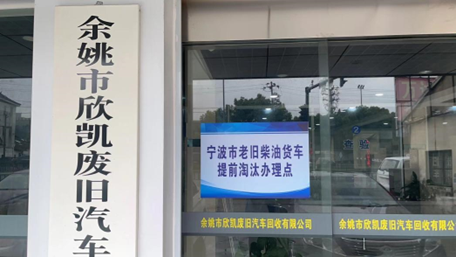 余姚市欣凯废旧汽车
宁波市老旧柴油货车
提前淘汰办理点
余姚市欣凯废旧汽车回收有限公司
余姚市欣凯废旧汽车回收有限公司